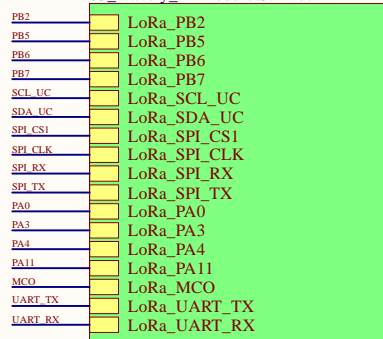 PB2 LoRa_PB2
PB5 LoRa_PB5
PB6 LoRa_PB6
PB7 LoRa_PB7
SCL_UC LoRa_SCL_UC
SDA_UC LoRa_SDA_UC
SPI_CS1 LoRa_SPI_CS1
SPI_CLK LoRa_SPI_CLK
SPI_RX LoRa_SPI_RX
SPI_TX LoRa_SPI_TX
PA0 LoRa_PA0
PA3 LoRa_PA3
PA4 LoRa_PA4
PA11 LoRa_PA11
MCO LoRa_MCO
UART_TX LoRa_UART_TX
UART_RX LoRa_UART_RX